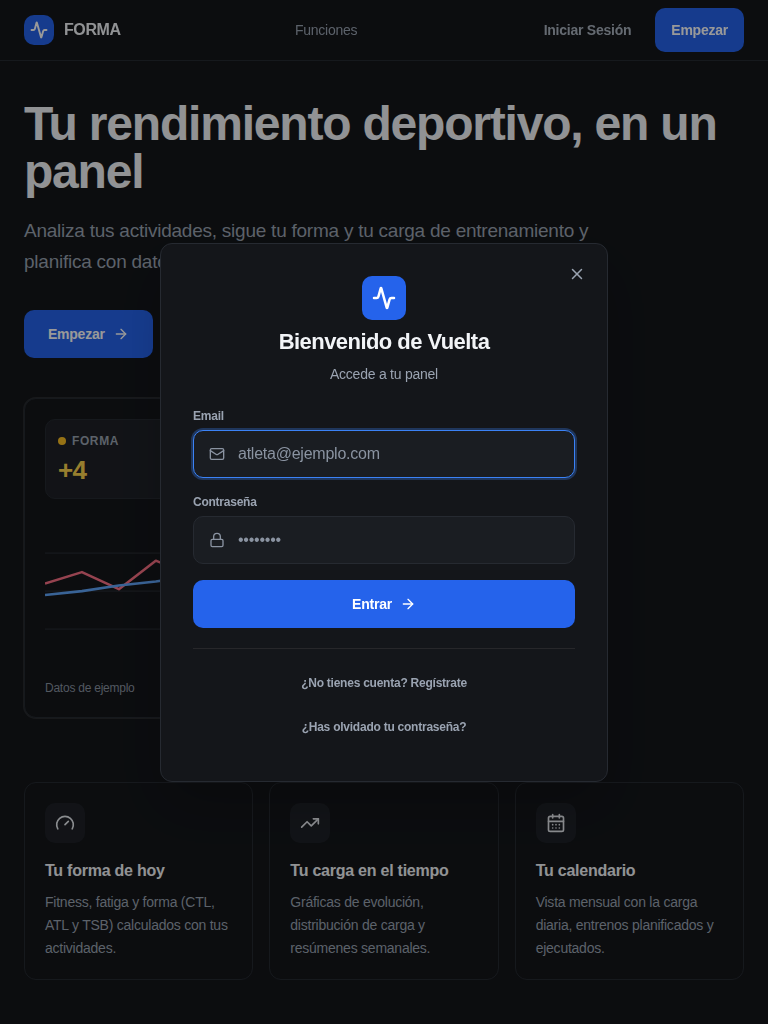 FORMA
Funciones
Iniciar Sesión
Empezar
Tu rendimiento deportivo, en un
panel
Analiza tus actividades, sigue tu forma y tu carga de entrenamiento y
planifica con
Empezar
FORMA
+4
Datos de ejemplo
Bienvenido de Vuelta
Accede a tu panel
Email
atleta@ejemplo.com
Contraseña
••••••••
Entrar
¿No tienes cuenta? Regístrate
¿Has olvidado tu contraseña?
Tu forma de hoy
Fitness, fatiga y forma (CTL,
ATL y TSB) calculados con tus
actividades.
Tu carga en el tiempo
Gráficas de evolución,
distribución de carga y
resúmenes semanales.
Tu calendario
Vista mensual con la carga
diaria, entrenos planificados y
ejecutados.